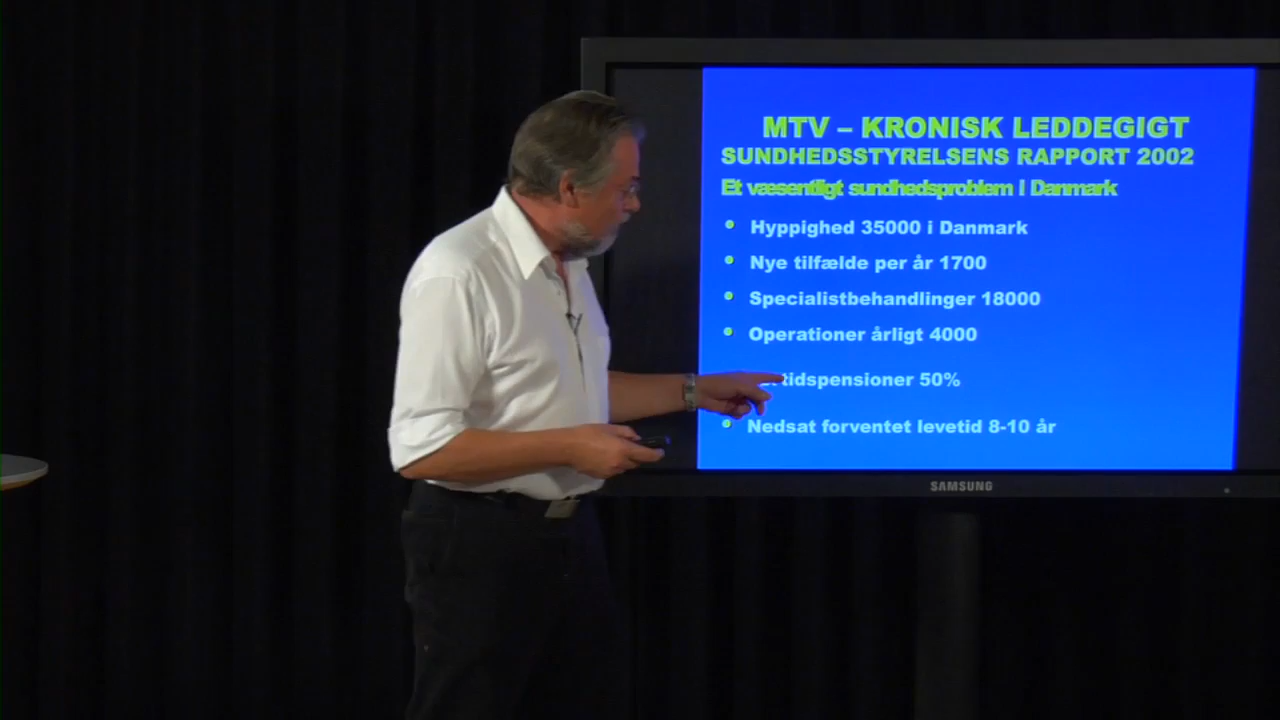 MTV – KRONISK LEDDEGIGT
SUNDHEDSSTYRELSENS RAPPORT 2002
Et væsentligt sundhedsproblem i Danmark
Hyppighed 35000 i Danmark
Nye tilfælde per år 1700
Specialistbehandlinger 18000
Operationer årligt 4000
50%
Nedsat forventet levetid 8-10 år
SAMSUNG